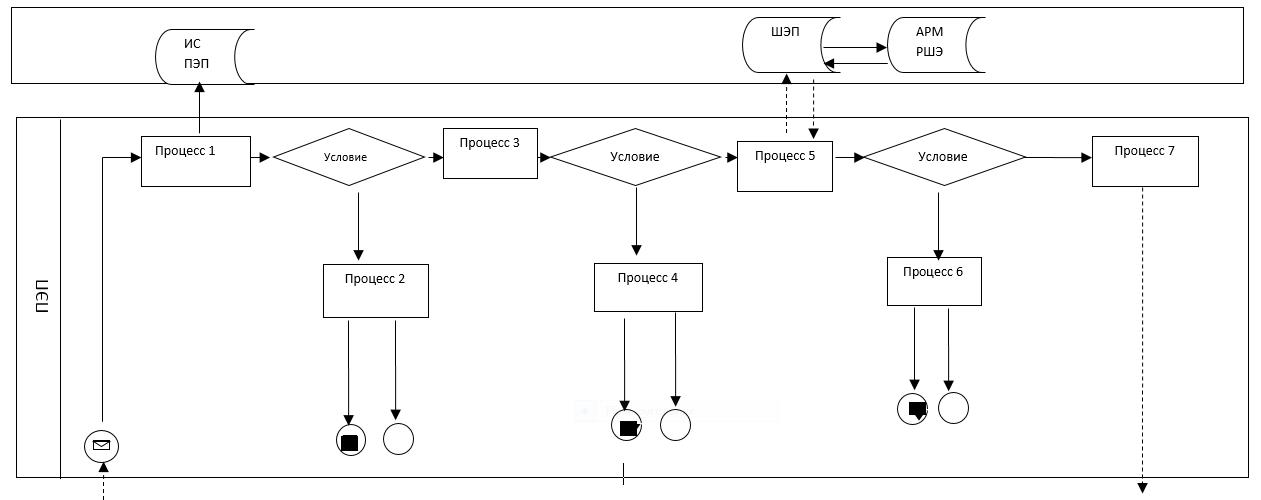 ИС
ПЭП
ШЭП
АРМ
РШЭ
Процесс 1
Условие
Процесс 3
Условие
Процесс 5
Условие
Процесс 7
Процесс 2
Процесс 4
Процесс 6